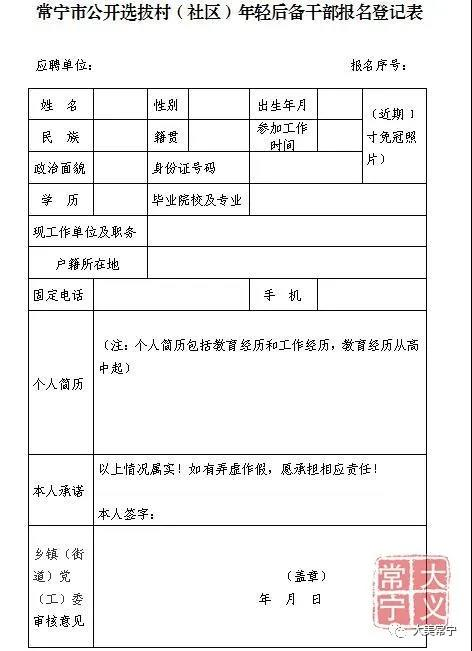 常宁市公开选拔村（社区）年轻后备干部报名登记表
应聘单位： 报名序号：
姓 名 性别 出生年月 （近期 1
寸免冠照
片）
民 族 籍贯 参加工作
时间
政治面貌 身份证号码
学 历 毕业院校及专业
现工作单位及职务
户籍所在地
固定电话 手 机
个人简历
（注：个人简历包括教育经历和工作经历，教育经历从高
中起）
本人承诺
以上情况属实！如有弄虚作假，愿承担相应责任！
本人签字：
乡镇（街
道）党
（工）委
审核意见
（盖章）
年 月 日
大义
常宁
大美常宁